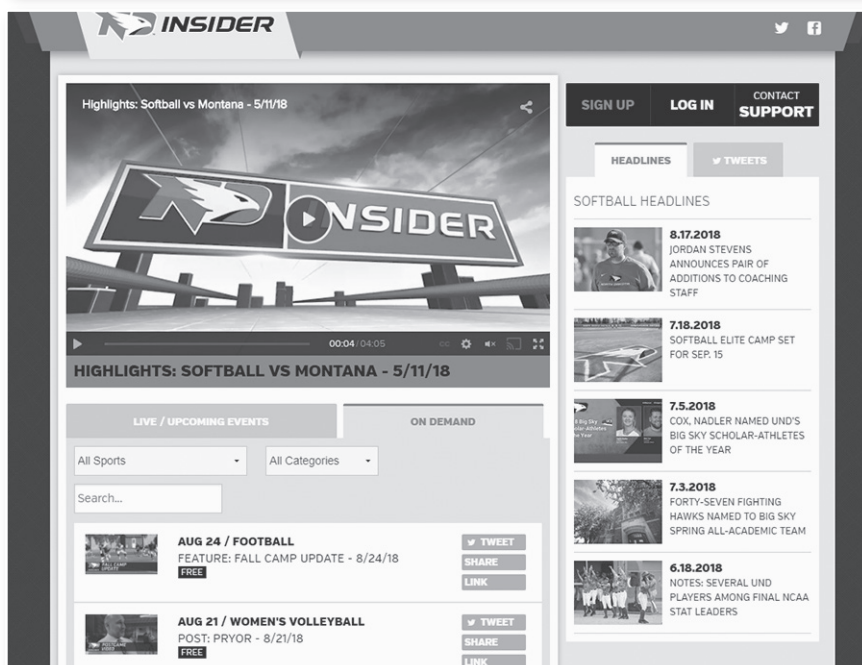 INSIDER
Highlights: Softball vs Montana - 5/11/18
INSIDER
00:04/04:05
HIGHLIGHTS: SOFTBALL VS MONTANA - 5/11/18
LIVE / UPCOMING EVENTS
ON DEMAND
All Sports
All Categories
Search...
AUG 24 / FOOTBALL
FEATURE: FALL CAMP UPDATE - 8/24/18
FREE
TWEET
SHARE
LINK
FALL CAMP
UPDATE
AUG 21 / WOMEN'S VOLLEYBALL
POST: PRYOR - 8/21/18
FREE
TWEET
SHARE
LINK
POSTGAME
SIGN UP
LOG IN
CONTACT
SUPPORT
HEADLINES
TWEETS
SOFTBALL HEADLINES
8.17.2018
JORDAN STEVENS
ANNOUNCES PAIR OF
ADDITIONS TO COACHING
STAFF
7.18.2018
SOFTBALL ELITE CAMP SET
FOR SEP. 15
7.5.2018
COX, NADLER NAMED UND'S
BIG SKY SCHOLAR-ATHLETES
OF THE YEAR
7.3.2018
FORTY-SEVEN FIGHTING
HAWKS NAMED TO BIG SKY
SPRING ALL-ACADEMIC TEAM
6.18.2018
NOTES: SEVERAL UND
PLAYERS AMONG FINAL NCAA
STAT LEADERS